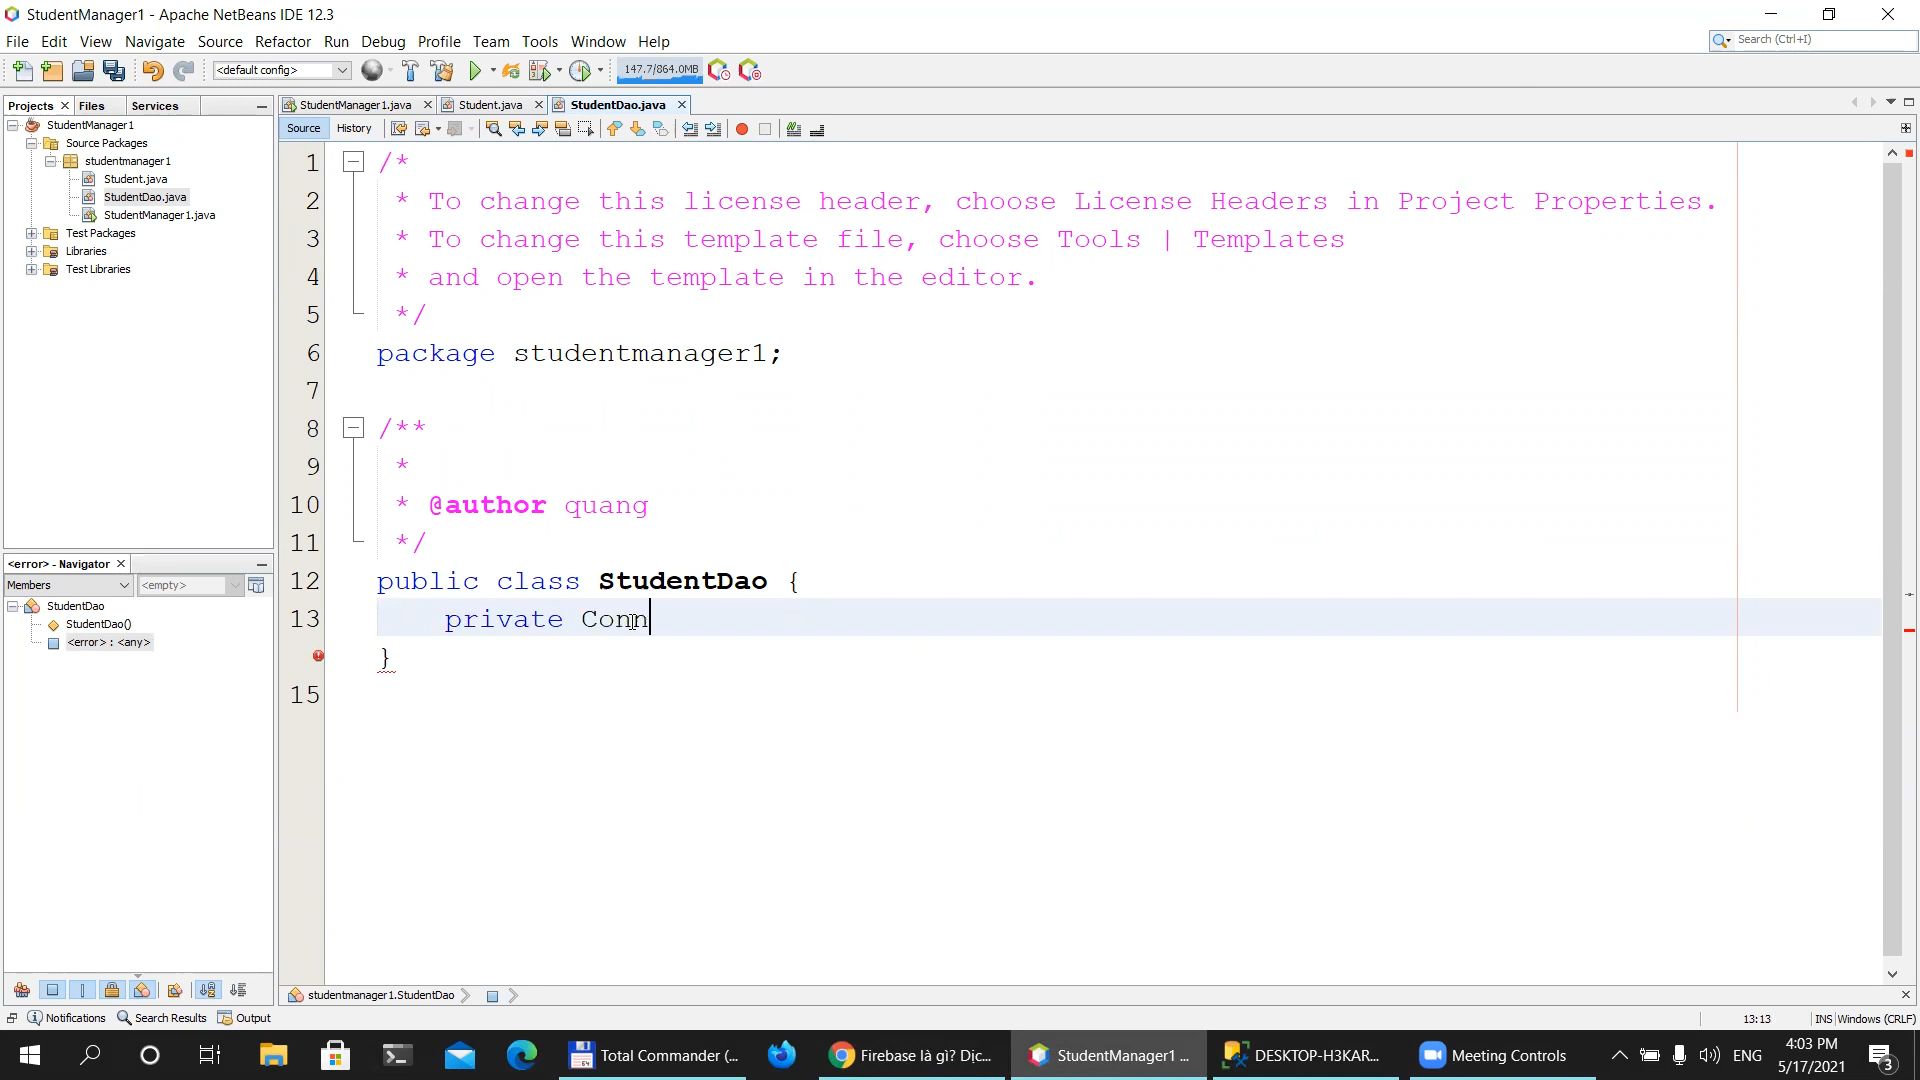 StudentManager1 - Apache NetBeans IDE 12.3
File Edit View Navigate Source Refactor Run Debug Profile Team Tools Window Help
Search (Ctrl+I)
<default config>
147.7/864.0MB
Projects Files Services
StudentManager1.java Student.java StudentDao.java
Source History
StudentManager1
Source Packages
studentmanager1
Student.java
StudentDao.java
StudentManager1.java
Test Packages
Libraries
Test Libraries
1 /*
2 * To change this license header, choose License Headers in Project Properties.
3 * To change this template file, choose Tools | Templates
4 * and open the template in the editor.
5 */
6 package studentmanager1;
7
8 /**
9 *
10 * @author quang
11 */
12 public class StudentDao {
13 private Conn
}
15
<error> - Navigator
Members <empty>
StudentDao
StudentDao()
<error> : <any>
studentmanager1.StudentDao
Notifications Search Results Output
13:13 INS Windows (CRLF)
Total Commander (...
Firebase là gì? Dịc...
StudentManager1 ...
DESKTOP-H3KAR...
Meeting Controls
ENG
4:03 PM
5/17/2021
3